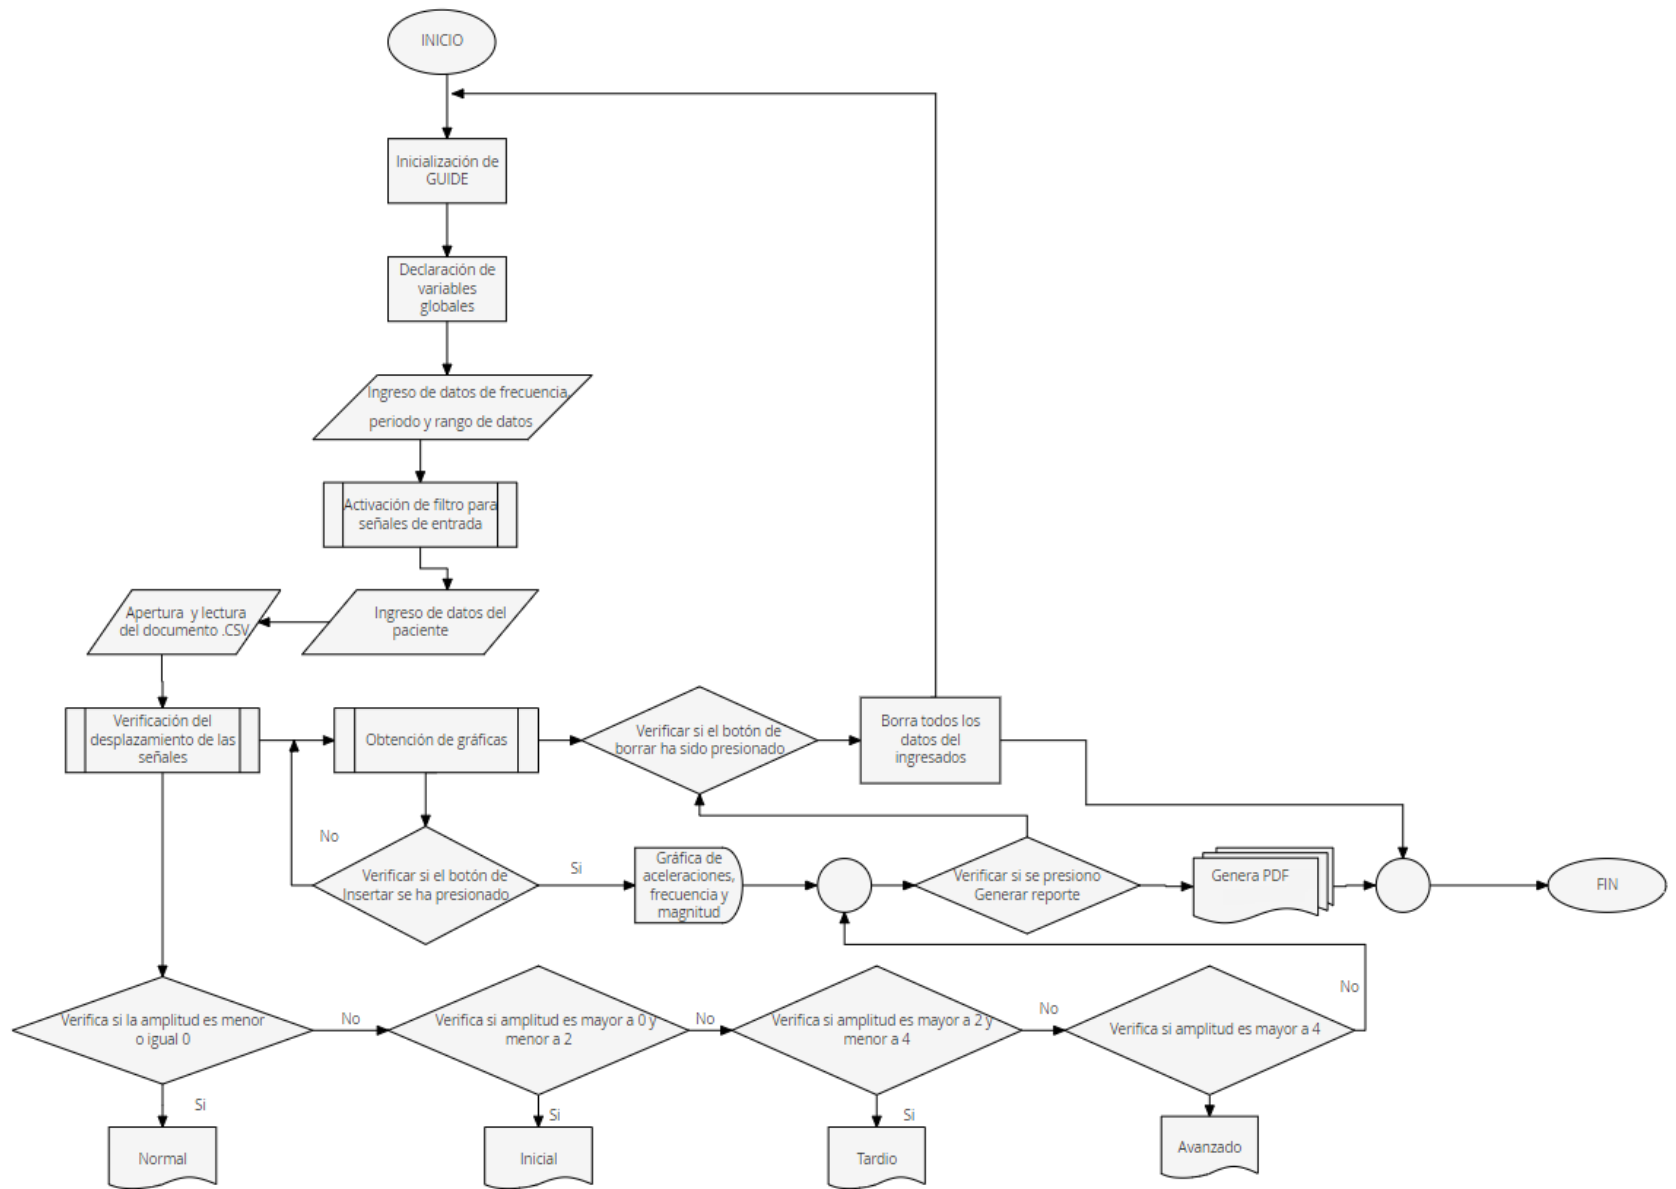 INICIO
Inicialización de
GUIDE
Declaración de
variables
globales
Ingreso de datos de frecuencia,
periodo y rango de datos
Activación de filtro para
señales de entrada
Apertura y lectura
del documento .CSV
Ingreso de datos del
paciente
Verificación del
desplazamiento de las
señales
Obtención de gráficas
Verificar si el botón de
borrar ha sido presionado
Borra todos los
datos del
ingresados
No
Verificar si el botón de
Insertar se ha presionado
Si
Gráfica de
aceleraciones,
frecuencia y
magnitud
Verificar si se presiono
Generar reporte
Genera PDF
FIN
Verifica si la amplitud es menor
o igual 0
No
Verifica si amplitud es mayor a 0 y
menor a 2
No
Verifica si amplitud es mayor a 2 y
menor a 4
No
Verifica si amplitud es mayor a 4
No
Si
Si
Si
Normal
Inicial
Tardio
Avanzado